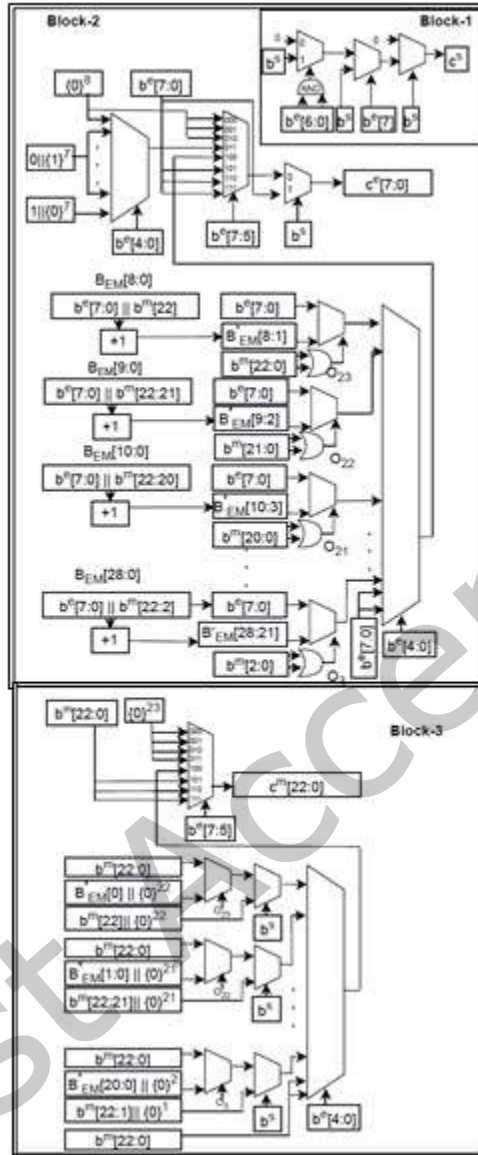 Block-2
Block-1
0
0
0
b^s
1
c^s
AND
b^e[6:0]
b^s
b^e[7]
b^s
{0}^8
b^e[7:0]
0||{1}^7
1||{0}^7
b^e[4:0]
b^e[7:5]
0
1
b^s
c^e[7:0]
B_EM[8:0]
b^e[7:0] || b^m[22]
+1
b^e[7:0]
B^*_EM[8:1]
b^m[22:0]
O_23
B_EM[9:0]
b^e[7:0] || b^m[22:21]
+1
b^e[7:0]
B^*_EM[9:2]
b^m[21:0]
O_22
B_EM[10:0]
b^e[7:0] || b^m[22:20]
+1
b^e[7:0]
B^*_EM[10:3]
b^m[20:0]
O_21
B_EM[28:0]
b^e[7:0] || b^m[22:2]
+1
b^e[7:0]
B^*_EM[28:21]
b^m[2:0]
b^e[7:0]
b^e[4:0]
Block-3
b^m[22:0]
{0}^23
c^m[22:0]
b^e[7:5]
b^m[22:0]
B^*_EM[0] || {0}^22
b^m[22]|| {0}^22
O_23
b^s
b^m[22:0]
B^*_EM[1:0] || {0}^21
b^m[22:21]|| {0}^21
O_22
b^s
b^m[22:0]
B^*_EM[20:0] || {0}^2
b^m[22:1]|| {0}^1
b^m[22:0]
b^s
b^e[4:0]